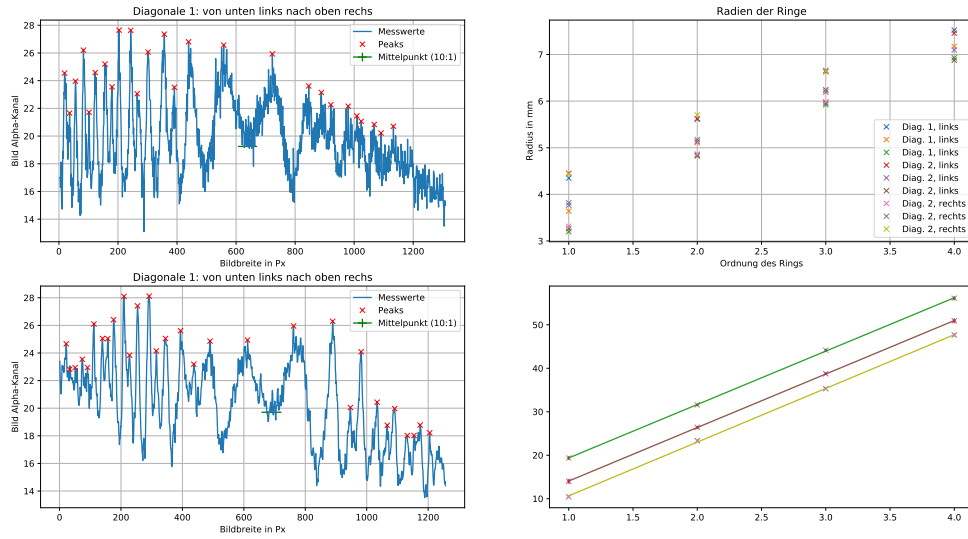 Diagonale 1: von unten links nach oben rechs
28
26
24
22
20
18
16
14
Bild Alpha-Kanal
0
200
400
600
800
1000
1200
Bildbreite in Px
Messwerte
Peaks
Mittelpunkt (10:1)
Radien der Ringe
7
6
5
4
3
Radius in mm
1.0
1.5
2.0
2.5
3.0
3.5
4.0
Ordnung des Rings
Diag. 1, links
Diag. 1, links
Diag. 1, links
Diag. 2, links
Diag. 2, links
Diag. 2, links
Diag. 2, rechts
Diag. 2, rechts
Diag. 2, rechts
Diagonale 1: von unten links nach oben rechs
28
26
24
22
20
18
16
14
Bild Alpha-Kanal
0
200
400
600
800
1000
1200
Bildbreite in Px
Messwerte
Peaks
Mittelpunkt (10:1)
50
40
30
20
10
1.0
1.5
2.0
2.5
3.0
3.5
4.0